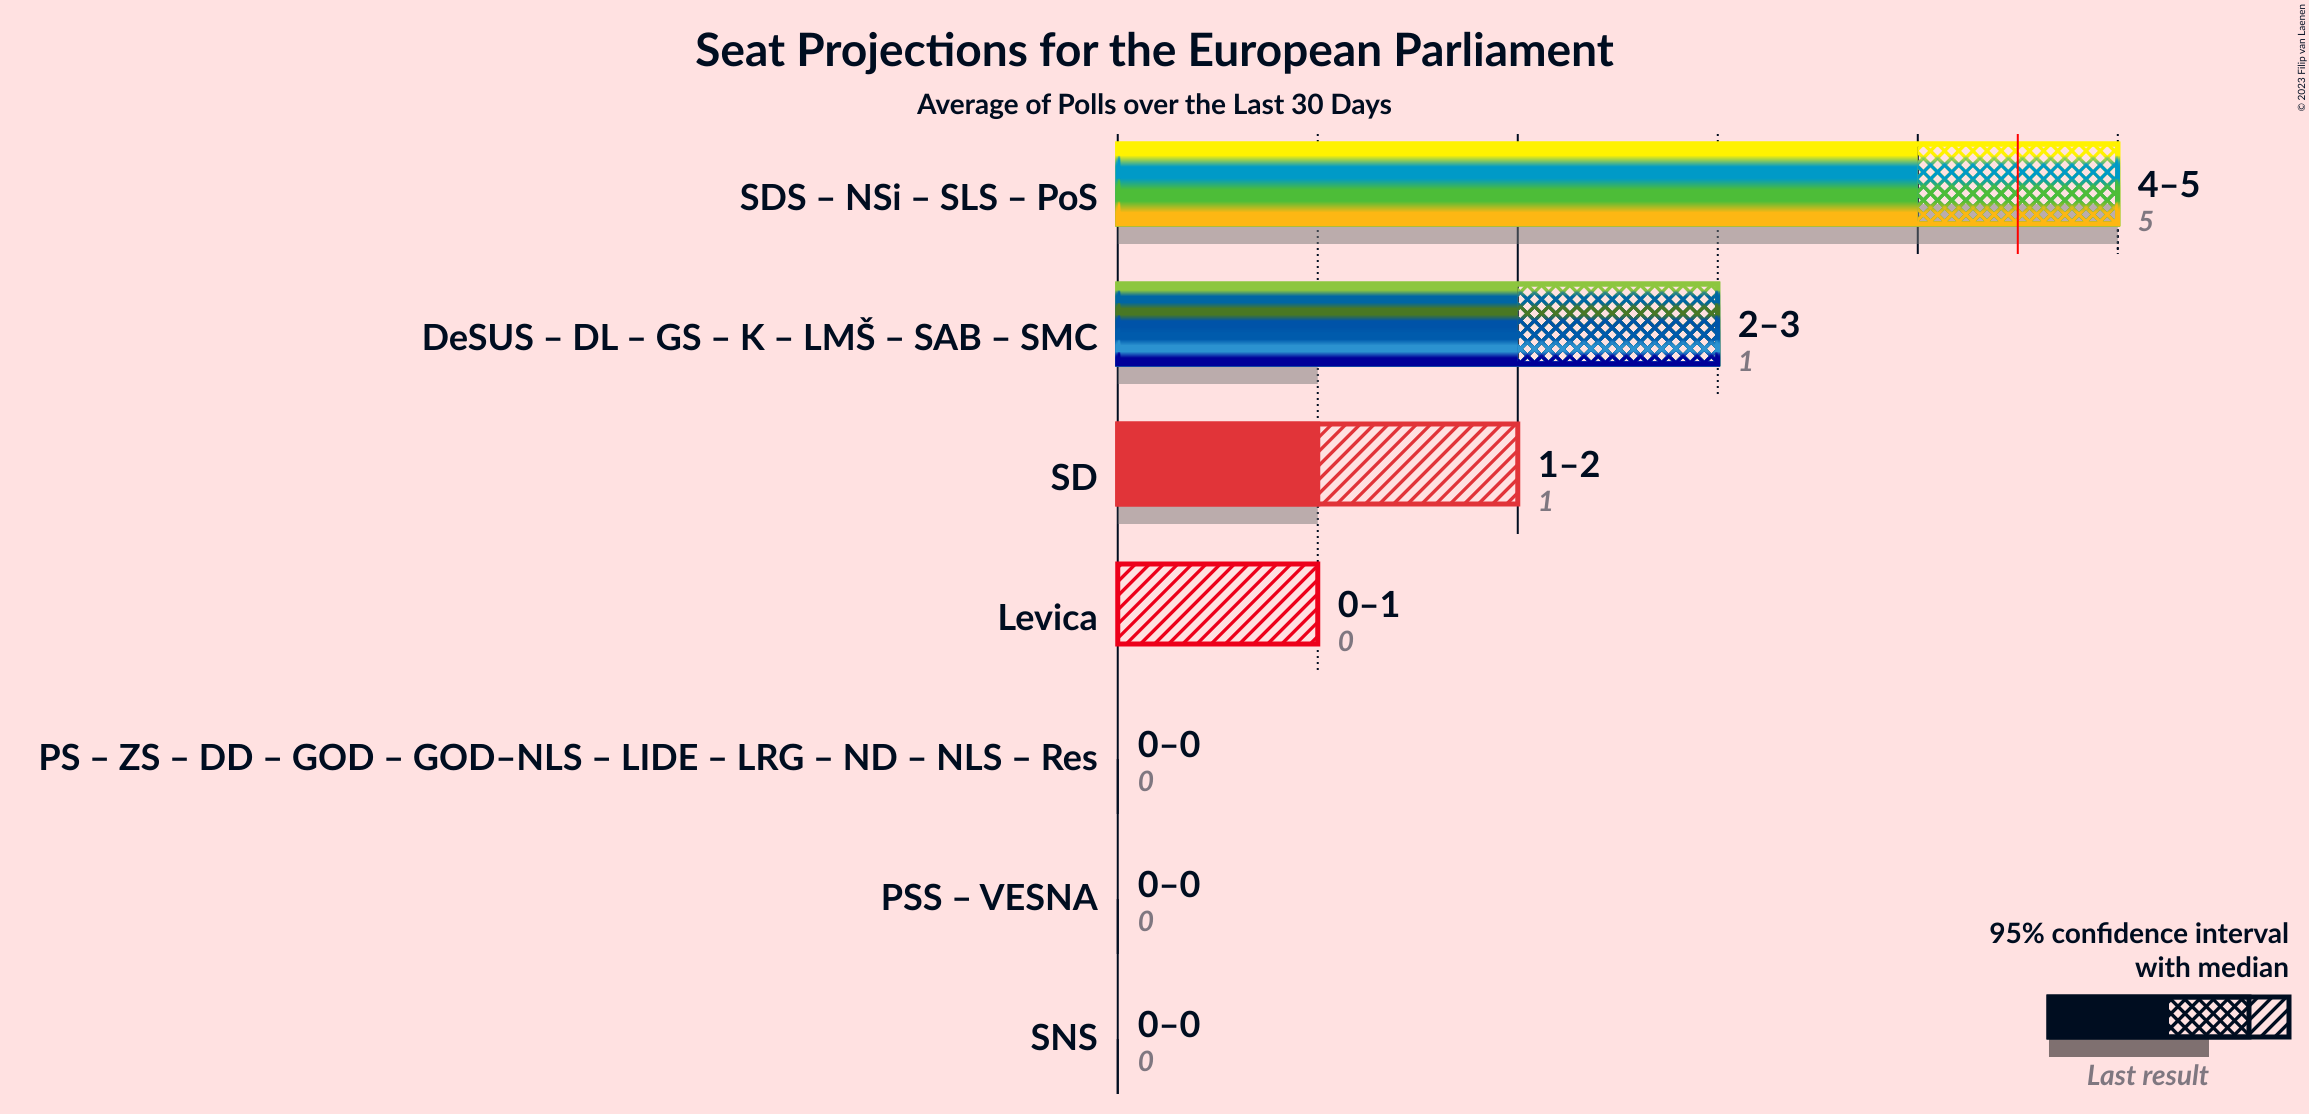 Seat Projections for the European Parliament
Average of Polls over the Last 30 Days
© 2023 Filip van Laenen
SDS – NSi – SLS – PoS
4–5
5
DeSUS – DL – GS – K – LMŠ – SAB – SMC
2–3
1
SD
1–2
1
Levica
0–1
0
PS – ZS – DD – GOD – GOD–NLS – LIDE – LRG – ND – NLS – Res
0–0
0
PSS – VESNA
0–0
0
SNS
0–0
0
95% confidence interval
with median
Last result